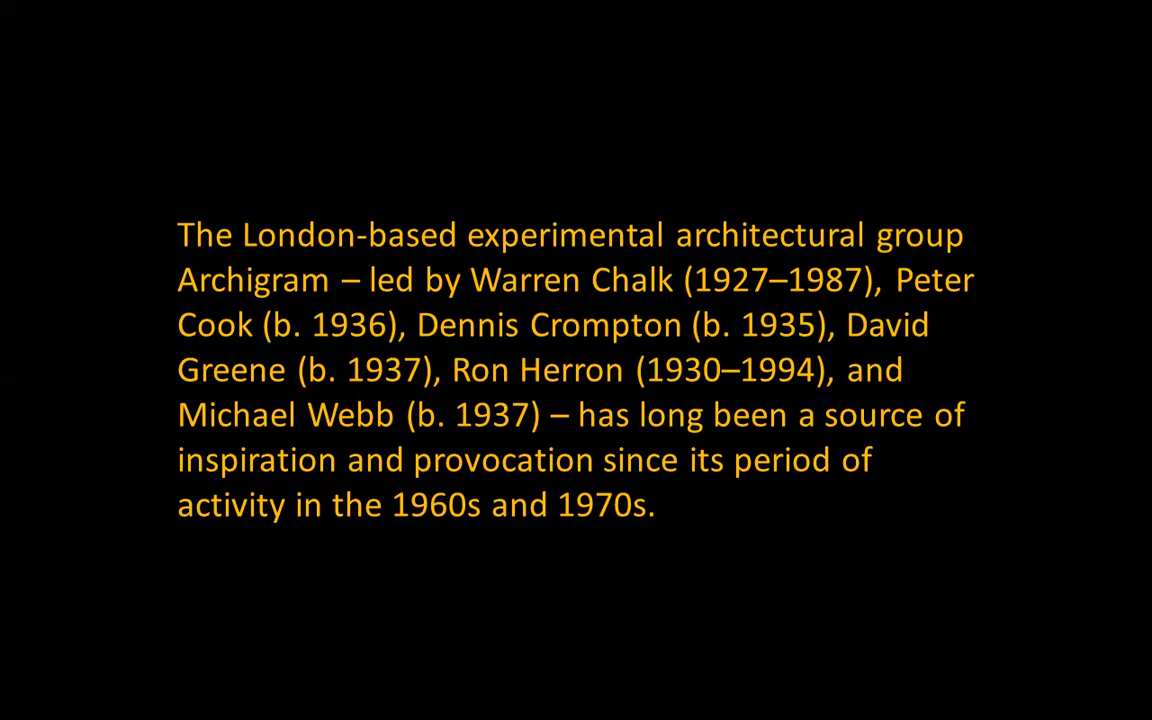 The London-based experimental architectural group
Archigram – led by Warren Chalk (1927–1987), Peter
Cook (b. 1936), Dennis Crompton (b. 1935), David
Greene (b. 1937), Ron Herron (1930–1994), and
Michael Webb (b. 1937) – has long been a source of
inspiration and provocation since its period of
activity in the 1960s and 1970s.